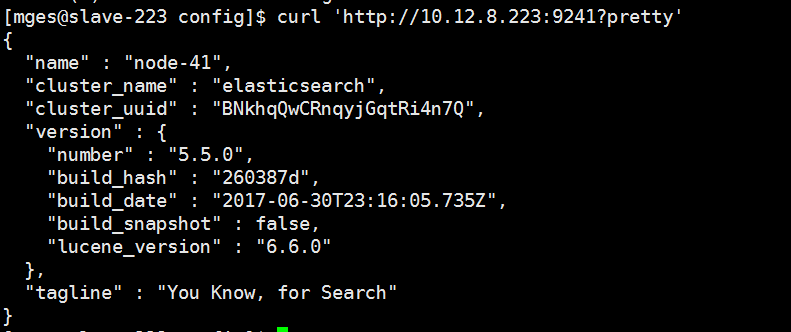 [mges@slave-223 config]$ curl 'http://10.12.8.223:9241?pretty'
{
  "name" : "node-41",
  "cluster_name" : "elasticsearch",
  "cluster_uuid" : "BNkhqQwCRnqyjGqtRi4n7Q",
  "version" : {
    "number" : "5.5.0",
    "build_hash" : "260387d",
    "build_date" : "2017-06-30T23:16:05.735Z",
    "build_snapshot" : false,
    "lucene_version" : "6.6.0"
  },
  "tagline" : "You Know, for Search"
}